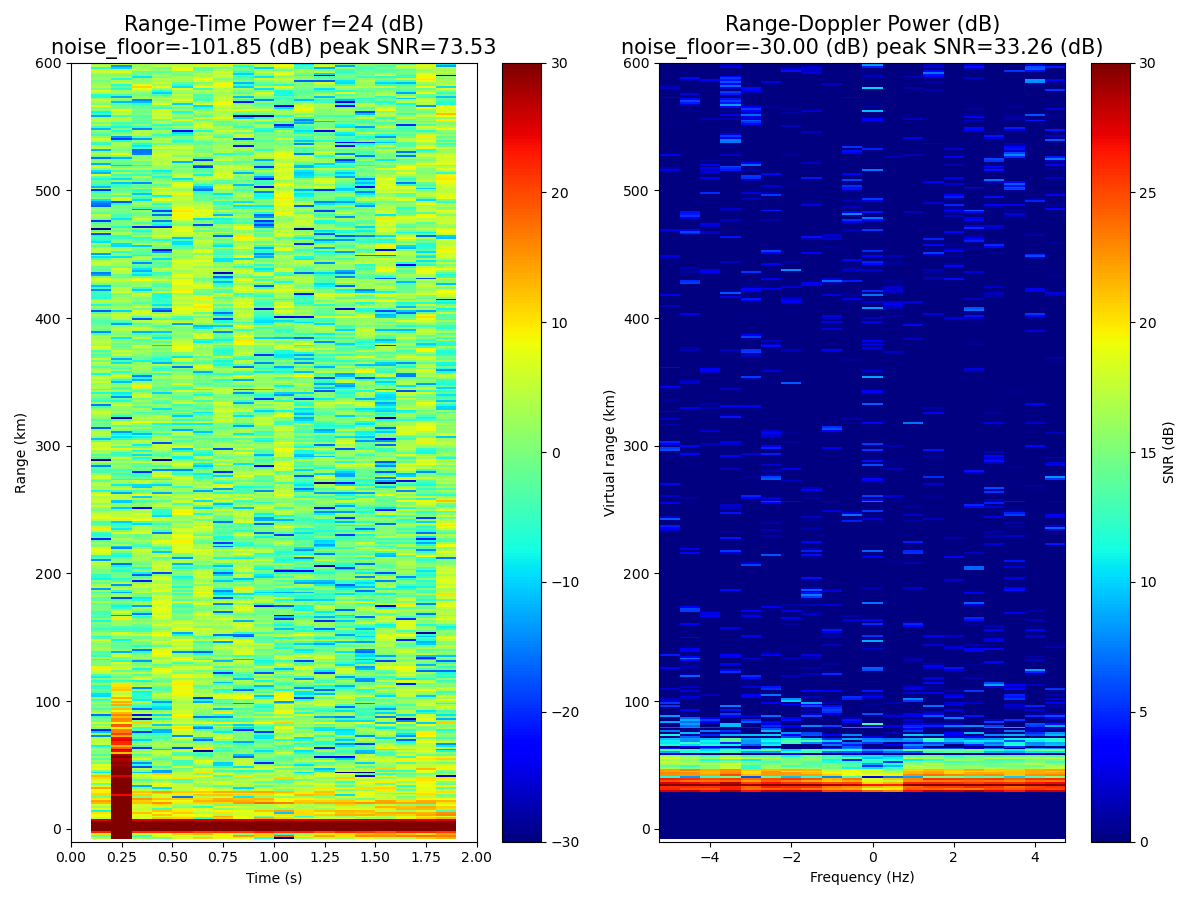 Range-Time Power f=24 (dB)
noise_floor=-101.85 (dB) peak SNR=73.53
600
500
400
300
200
100
0
Range (km)
0.00 0.25 0.50 0.75 1.00 1.25 1.50 1.75 2.00
Time (s)
30
20
10
0
−10
−20
−30
Range-Doppler Power (dB)
noise_floor=-30.00 (dB) peak SNR=33.26 (dB)
600
500
400
300
200
100
0
Virtual range (km)
−4 −2 0 2 4
Frequency (Hz)
30
25
20
15
10
5
0
SNR (dB)